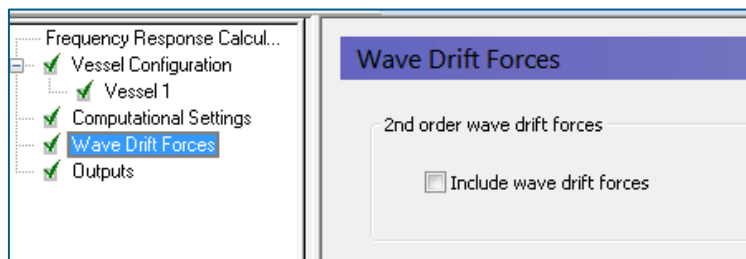 Frequency Response Calcul...
Vessel Configuration
Vessel 1
Computational Settings
Wave Drift Forces
Outputs
Wave Drift Forces
2nd order wave drift forces
Include wave drift forces